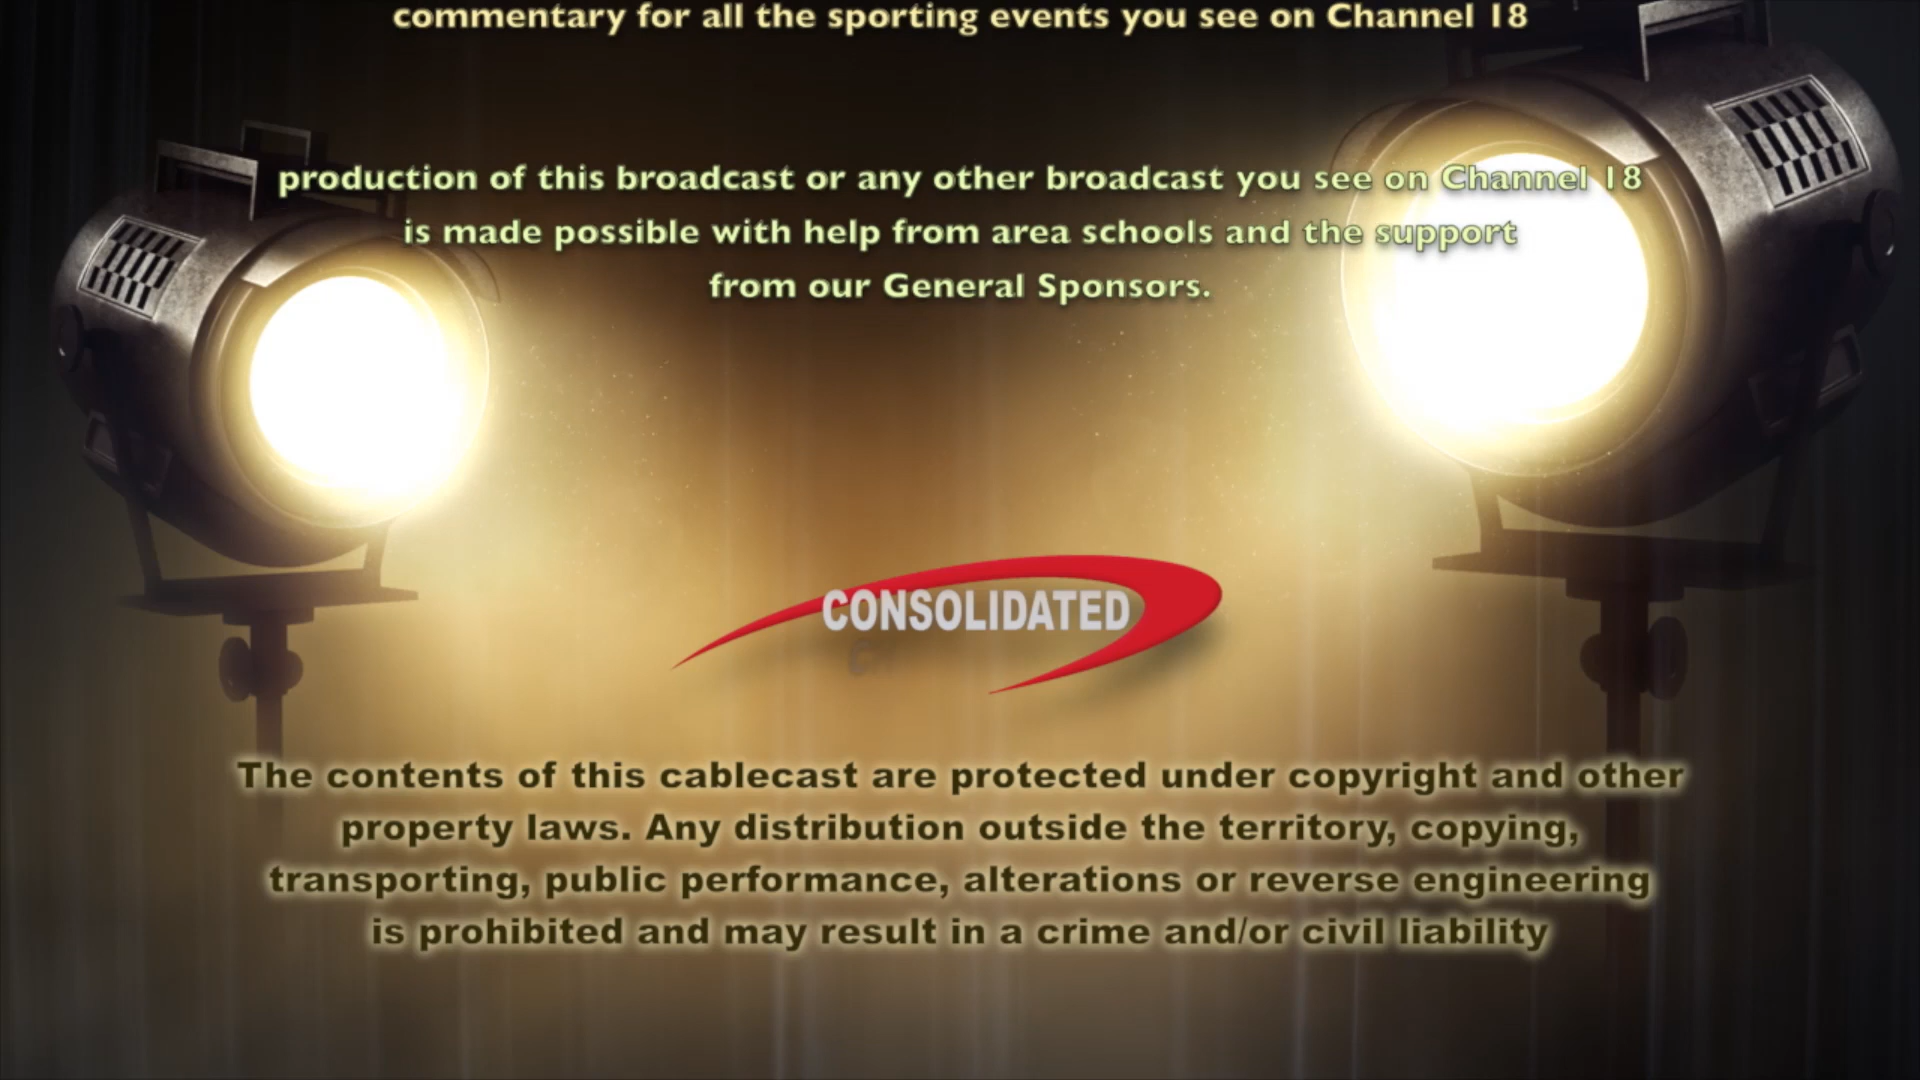 commentary for all the sporting events you see on Channel 18
production of this broadcast or any other broadcast you see on Channel 18
is made possible with help from area schools and the support
from our General Sponsors.
CONSOLIDATED
The contents of this cablecast are protected under copyright and other
property laws. Any distribution outside the territory, copying,
transporting, public performance, alterations or reverse engineering
is prohibited and may result in a crime and/or civil liability